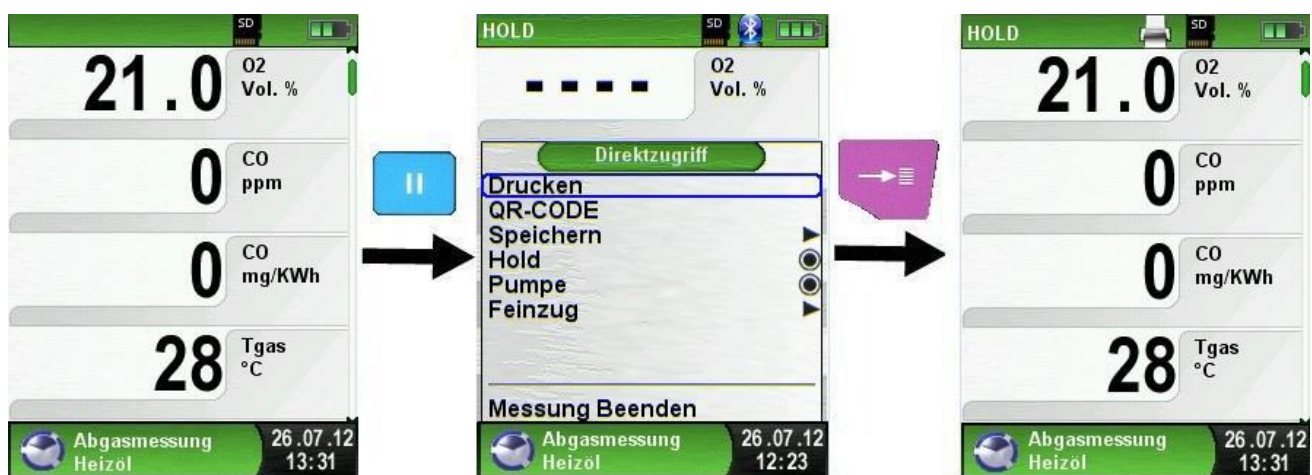 SD
21.0
O2
Vol. %
0
CO
ppm
0
CO
mg/KWh
28
Tgas
°C
Abgasmessung
Heizöl
26.07.12
13:31
HOLD
SD
- - - -
O2
Vol. %
Direktzugriff
Drucken
QR-CODE
Speichern
Hold
Pumpe
Feinzug
Messung Beenden
Abgasmessung
Heizöl
26.07.12
12:23
HOLD
SD
21.0
O2
Vol. %
0
CO
ppm
0
CO
mg/KWh
28
Tgas
°C
Abgasmessung
Heizöl
26.07.12
13:31